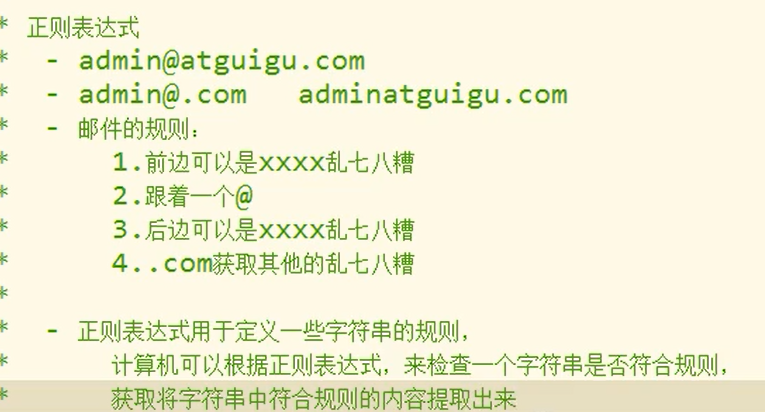 * 正则表达式
* - admin@atguigu.com
* - admin@.com adminatguigu.com
* - 邮件的规则：
* 1.前边可以是xxxx乱七八糟
* 2.跟着一个@
* 3.后边可以是xxxx乱七八糟
* 4..com获取其他的乱七八糟
*
* - 正则表达式用于定义一些字符串的规则，
* 计算机可以根据正则表达式，来检查一个字符串是否符合规则，
* 获取将字符串中符合规则的内容提取出来